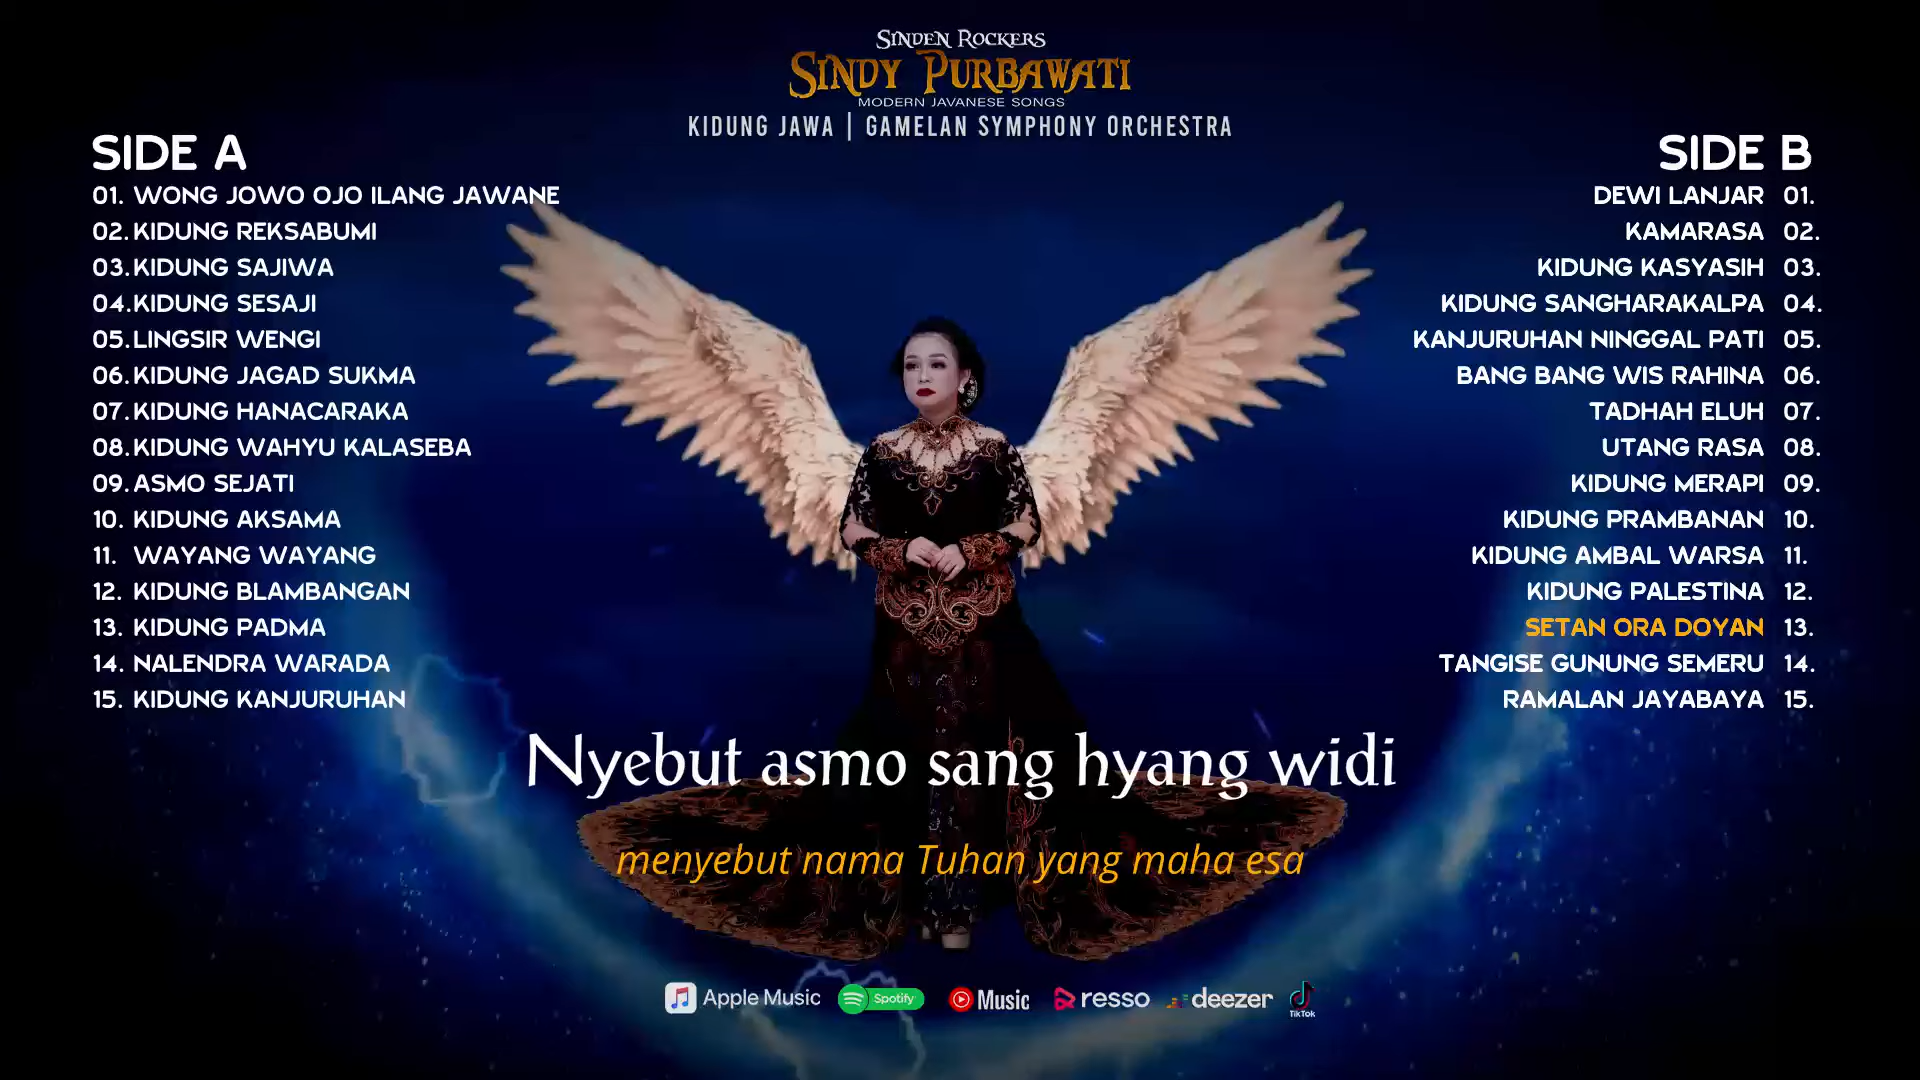 SINDEN ROCKERS
SINDY PURBAWATI
MODERN JAVANESE SONGS
KIDUNG JAWA | GAMELAN SYMPHONY ORCHESTRA
SIDE A
01. WONG JOWO OJO ILANG JAWANE
02. KIDUNG REKSABUMI
03. KIDUNG SAJIWA
04. KIDUNG SESAJI
05. LINGSIR WENGI
06. KIDUNG JAGAD SUKMA
07. KIDUNG HANACARAKA
08. KIDUNG WAHYU KALASEBA
09. ASMO SEJATI
10. KIDUNG AKSAMA
11. WAYANG WAYANG
12. KIDUNG BLAMBANGAN
13. KIDUNG PADMA
14. NALENDRA WARADA
15. KIDUNG KANJURUHAN
SIDE B
DEWI LANJAR 01.
KAMARASA 02.
KIDUNG KASYASIH 03.
KIDUNG SANGHARAKALPA 04.
KANJURUHAN NINGGAL PATI 05.
BANG BANG WIS RAHINA 06.
TADHAH ELUH 07.
UTANG RASA 08.
KIDUNG MERAPI 09.
KIDUNG PRAMBANAN 10.
KIDUNG AMBAL WARSA 11.
KIDUNG PALESTINA 12.
SETAN ORA DOYAN 13.
TANGISE GUNUNG SEMERU 14.
RAMALAN JAYABAYA 15.
Nyebut asmo sang hyang widi
menyebut nama Tuhan yang maha esa
Apple Music Spotify Music resso deezer TikTok